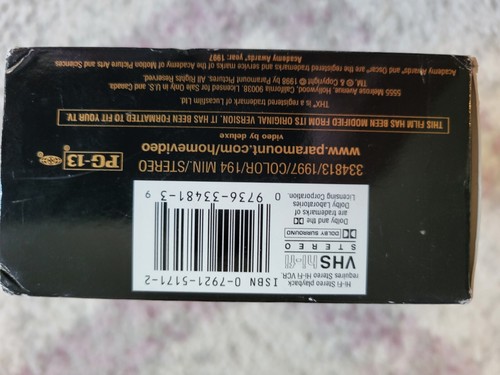 Hi-Fi Stereo playback
requires Stereo Hi-Fi VCR.
VHS hi-fi
STEREO
DOLBY SURROUND
Dolby and the
are trademarks of
Dolby Laboratories
Licensing Corporation.
ISBN 0-7921-5171-2
0 9736-33481-3 9
334813/1997/COLOR/194 MIN./STEREO
www.paramount.com/homevideo
video by deluxe
PG-13
THIS FILM HAS BEEN MODIFIED FROM ITS ORIGINAL VERSION. IT HAS BEEN FORMATTED TO FIT YOUR TV.
THX® is a registered trademark of Lucasfilm Ltd.
TM, ® & Copyright © 1998 by Paramount Pictures. All Rights Reserved.
5555 Melrose Avenue, Hollywood, California 90038. Licensed For Sale Only in U.S. and Canada.
Academy Awards, year: 1997
"Academy Awards® and "Oscar® are the registered trademarks and service marks of the Academy of Motion Picture Arts and Sciences